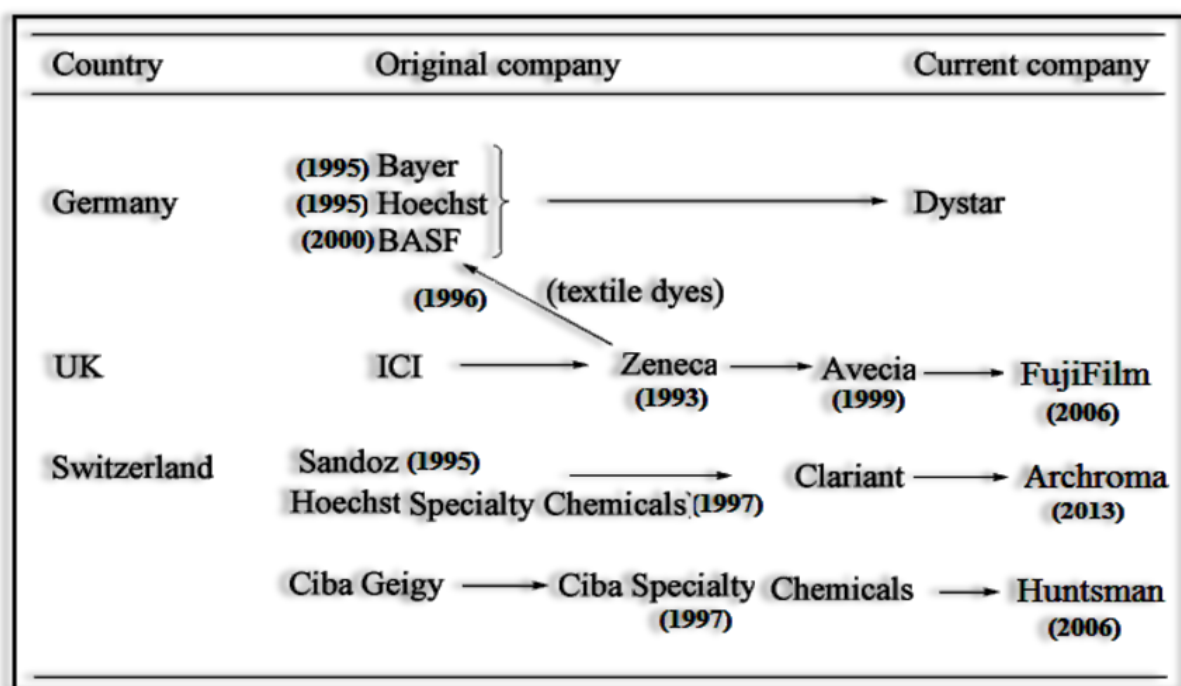 Country Original company Current company
(1995) Bayer
Germany (1995) Hoechst Dystar
(2000) BASF
(1996) (textile dyes)
UK ICI Zeneca Avecia FujiFilm
(1993) (1999) (2006)
Switzerland Sandoz (1995) Clariant Archroma
Hoechst Specialty Chemicals (1997) (2013)
Ciba Geigy Ciba Specialty Chemicals Huntsman
(1997) (2006)